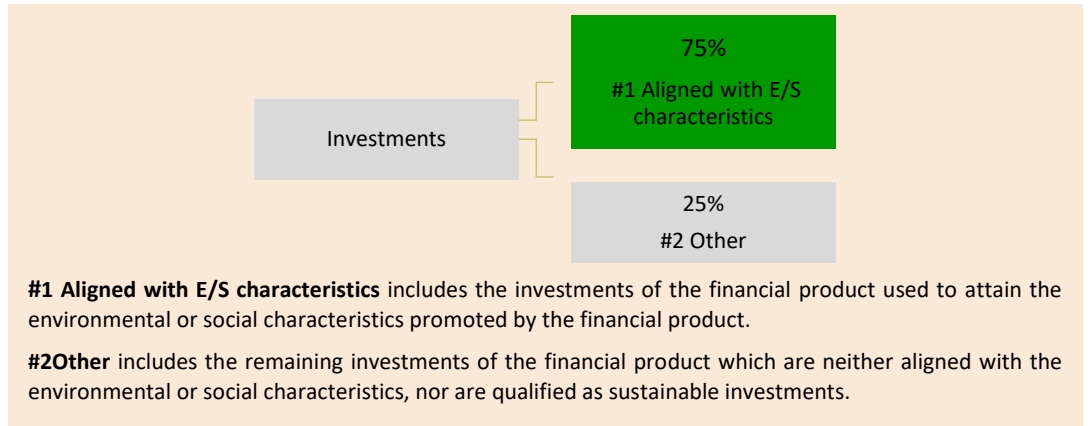 75%
#1 Aligned with E/S
characteristics
Investments
25%
#2 Other
#1 Aligned with E/S characteristics includes the investments of the financial product used to attain the
environmental or social characteristics promoted by the financial product.
#2Other includes the remaining investments of the financial product which are neither aligned with the
environmental or social characteristics, nor are qualified as sustainable investments.